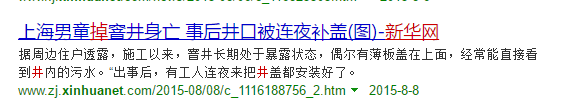 上海男童掉窨井身亡 事后井口被连夜补盖(图)-新华网
据周边住户透露，施工以来，窨井长期处于暴露状态，偶尔有薄板盖在上面，经常能直接看
到井内的污水。“出事后，有工人连夜来把井盖都安装好了。
www.zj.xinhuanet.com/2015-08/08/c_1116188756_2.htm 2015-8-8